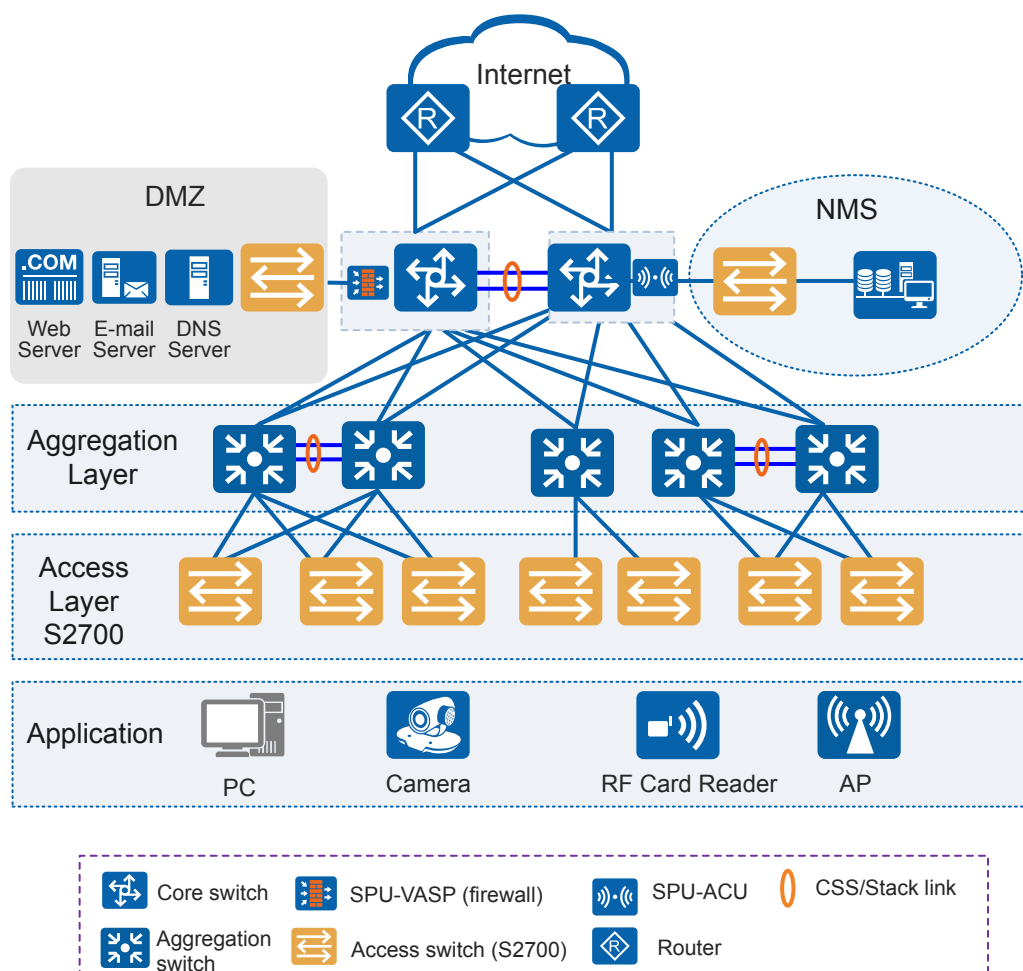 Internet
R
R
DMZ
NMS
.COM
Web
Server
E-mail
Server
DNS
Server
Aggregation
Layer
Access
Layer
S2700
Application
PC
Camera
RF Card Reader
AP
Core switch
SPU-VASP (firewall)
SPU-ACU
CSS/Stack link
Aggregation
switch
Access switch (S2700)
R
Router